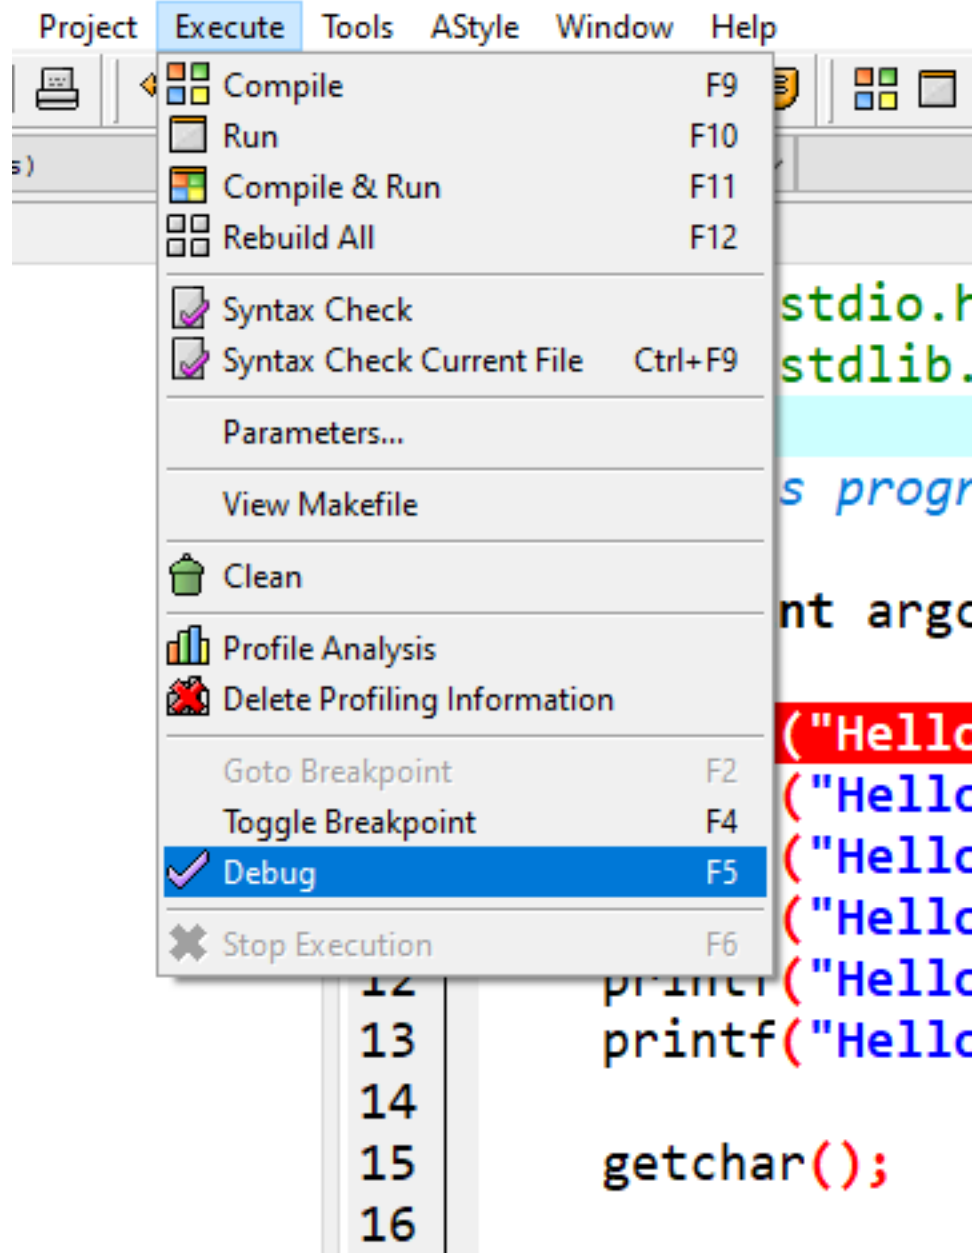 Project Execute Tools AStyle Window Help
s)
Compile F9
Run F10
Compile & Run F11
Rebuild All F12
Syntax Check
stdio.h
Syntax Check Current File Ctrl+F9
stdlib.
Parameters...
View Makefile
s progr
Clean
nt argc
Profile Analysis
Delete Profiling Information
("Hello
Goto Breakpoint F2
("Hello
Toggle Breakpoint F4
("Hello
Debug F5
("Hello
Stop Execution F6
12 printf("Hello
13 printf("Hello
14
15 getchar();
16